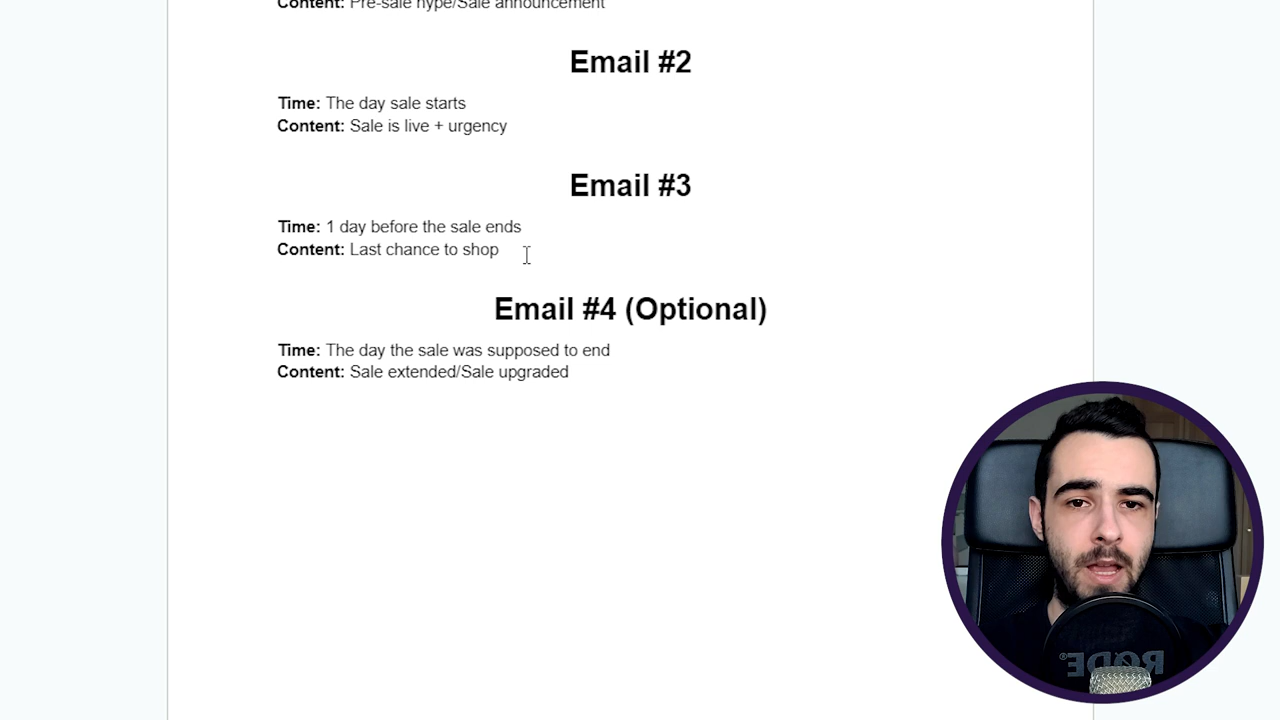 Content: Pre-sale hype/Sale announcement
Email #2
Time: The day sale starts
Content: Sale is live + urgency
Email #3
Time: 1 day before the sale ends
Content: Last chance to shop
Email #4 (Optional)
Time: The day the sale was supposed to end
Content: Sale extended/Sale upgraded
RODE®